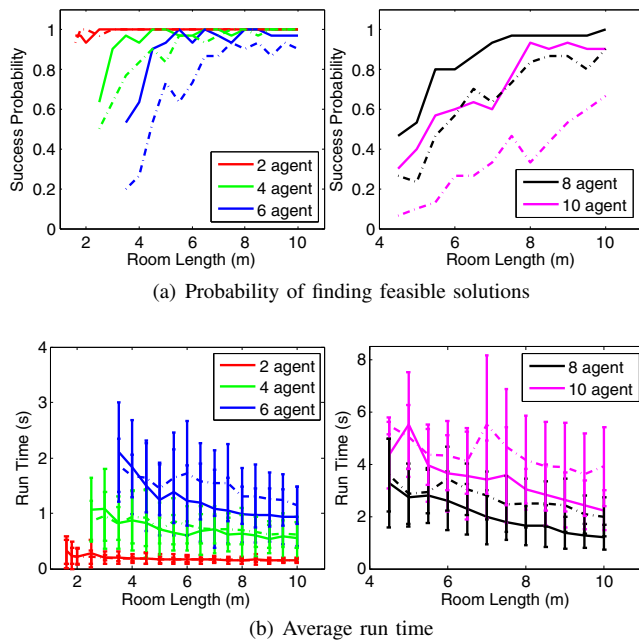 1
0.8
0.6
0.4
0.2
0
Success Probability
2 4 6 8 10
Room Length (m)
2 agent
4 agent
6 agent
1
0.8
0.6
0.4
0.2
0
Success Probability
4 6 8 10
Room Length (m)
8 agent
10 agent
(a) Probability of finding feasible solutions
4
3
2
1
0
Run Time (s)
2 4 6 8 10
Room Length (m)
2 agent
4 agent
6 agent
8
6
4
2
0
Run Time (s)
4 6 8 10
Room Length (m)
8 agent
10 agent
(b) Average run time